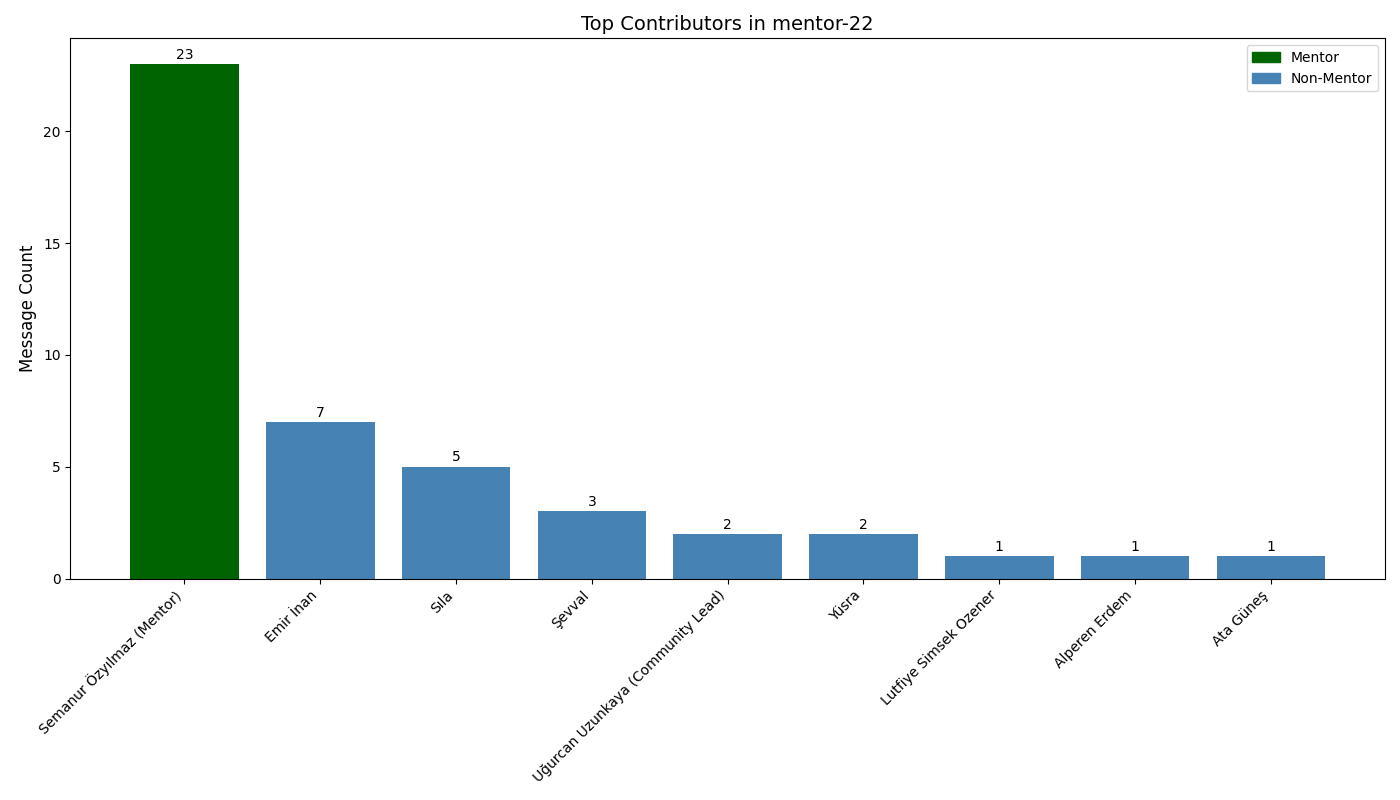 Top Contributors in mentor-22
Mentor
Non-Mentor
Message Count
20
15
10
5
0
23
7
5
3
2
2
1
1
1
Semanur Özyılmaz (Mentor)
Emir İnan
Sıla
Şevval
Uğurcan Uzunkaya (Community Lead)
Yüsra
Lutfiye Simsek Ozener
Alperen Erdem
Ata Güneş